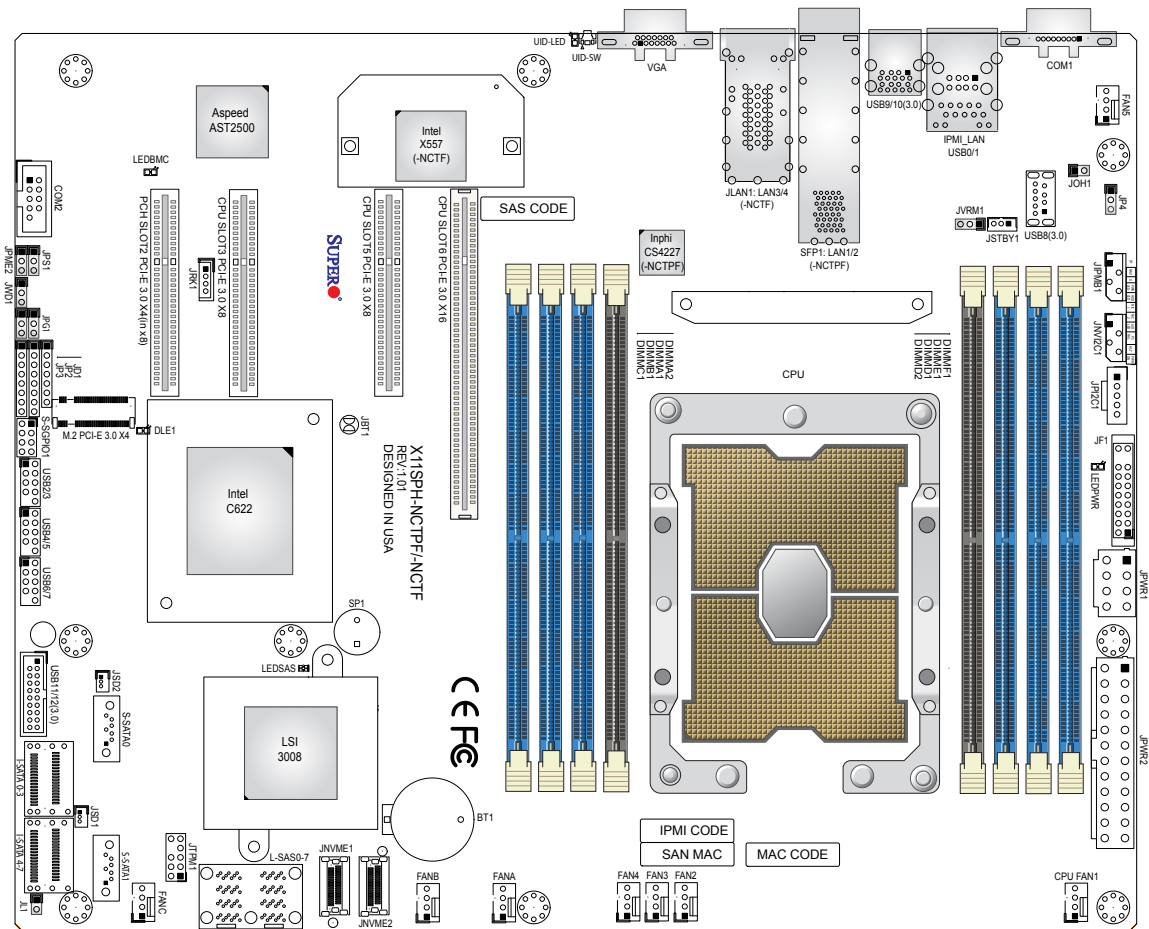 UID-LED
UID-SW
VGA
COM1
USB9/10(3.0)
FAN5
IPMI_LAN
USB0/1
JLAN1: LAN3/4
(-NCTF)
SFP1: LAN1/2
(-NCTPF)
Aspeed
AST2500
Intel
X557
(-NCTF)
LEDBMC
COM2
JOH1
JP4
USB8(3.0)
JVRM1
JSTBY1
SAS CODE
Inphi
CS4227
(-NCTPF)
PCH SLOT2 PCI-E 3.0 X4(in x8)
CPU SLOT3 PCI-E 3.0 X8
CPU SLOT5 PCI-E 3.0 X8
CPU SLOT6 PCI-E 3.0 X16
JRK1
SUPER
JPME2
JPS1
JWD1
JPG1
JIPMB1
JNVI2C1
JPI2C1
DIMMC1
DIMMB1
DIMMA1
DIMMA2
CPU
DIMMD2
DIMMD1
DIMME1
DIMMF1
JD1
JP2
JP3
M.2 PCI-E 3.0 X4
DLE1
JBT1
S-SGPIO1
USB2/3
USB4/5
USB6/7
Intel
C622
X11SPH-NCTPF/-NCTF
REV:1.01
DESIGNED IN USA
JF1
LEDPWR
JPWR1
SP1
LEDSAS
USB11/12(3.0)
JSD2
S-SATA0
LSI
3008
CE FC
JPWR2
I-SATA 0-3
JSD1
I-SATA 4-7
S-SATA1
JTPM1
BT1
IPMI CODE
SAN MAC
MAC CODE
L-SAS0-7
JNVME1
JNVME2
JL1
FANC
FANB
FANA
FAN4
FAN3
FAN2
CPU FAN1